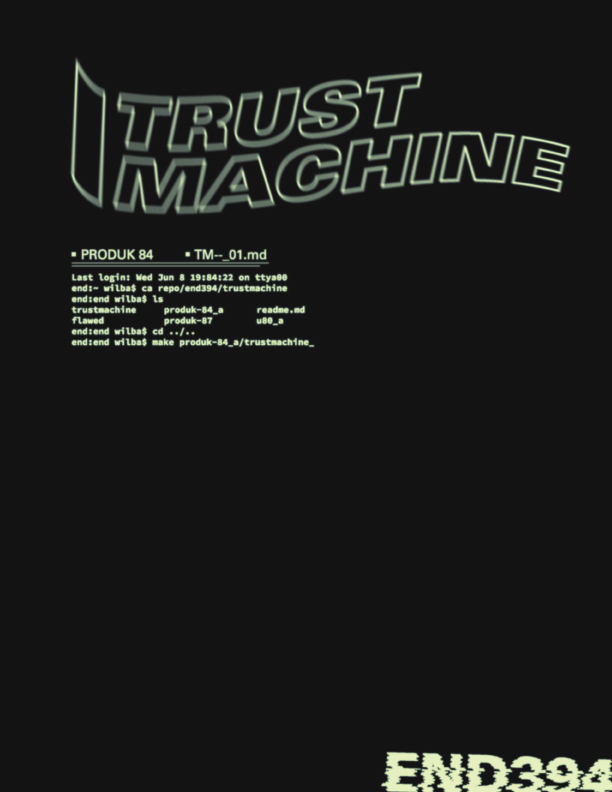 TRUST
MACHINE
▪ PRODUK 84 ▪ TM--_01.md
Last login: Wed Jun 8 19:84:22 on ttya00
end:~ wilba$ ca repo/end394/trustmachine
end:end wilba$ ls
trustmachine produk-84_a readme.md
flawed produk-87 u80_a
end:end wilba$ cd ../..
end:end wilba$ make produk-84_a/trustmachine_
END394